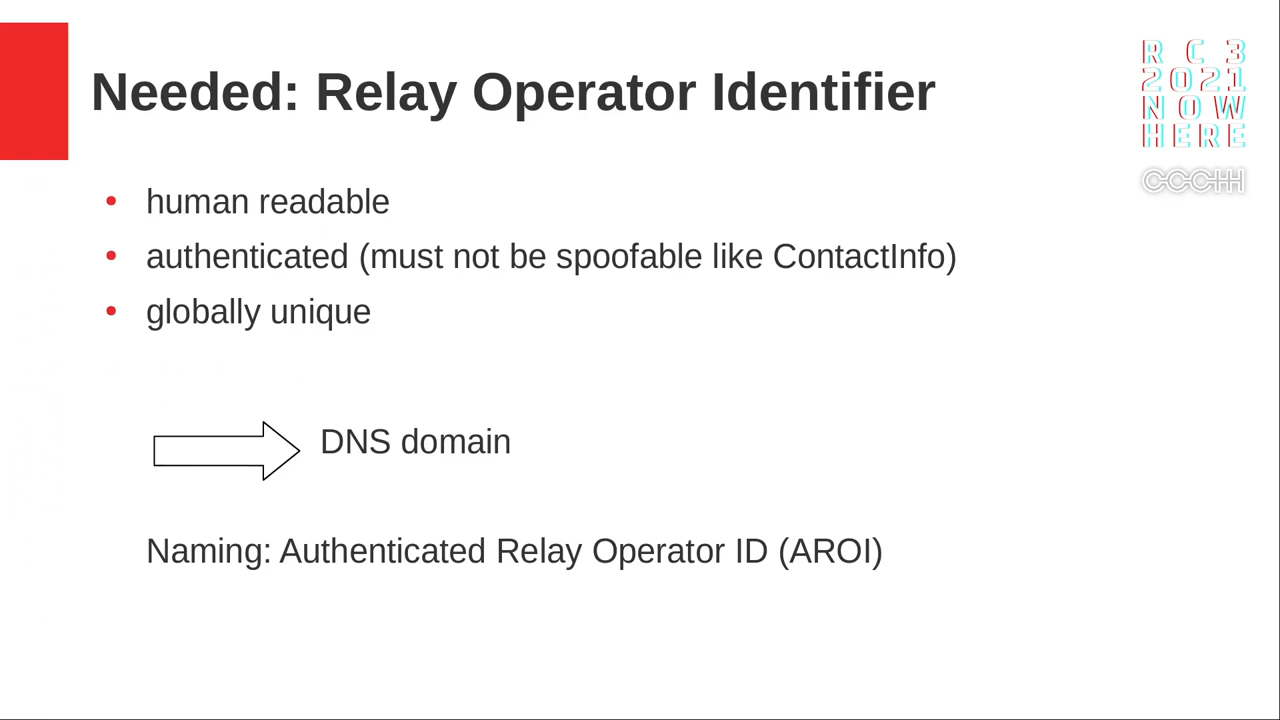 Needed: Relay Operator Identifier
R C 3
2021
NOW
HERE
CCCHH
• human readable
• authenticated (must not be spoofable like ContactInfo)
• globally unique
DNS domain
Naming: Authenticated Relay Operator ID (AROI)